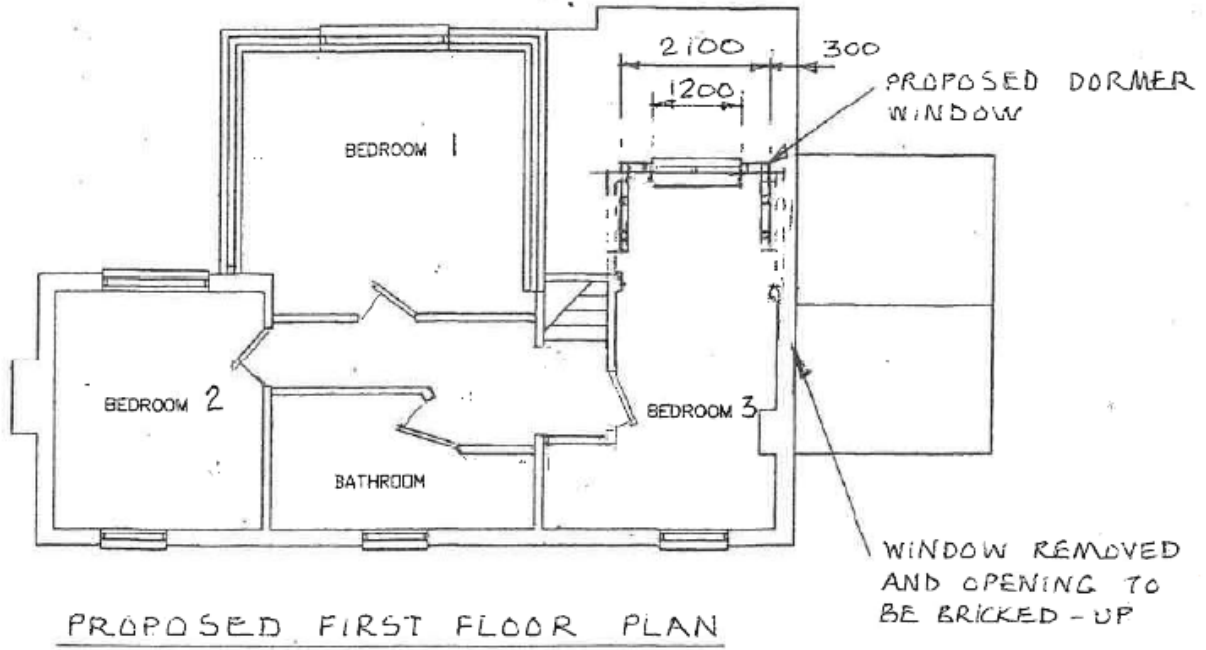 2100
300
1200
PROPOSED DORMER
WINDOW
BEDROOM 1
BEDROOM 2
BEDROOM 3
BATHROOM
WINDOW REMOVED
AND OPENING TO
BE BRICKED-UP
PROPOSED FIRST FLOOR PLAN